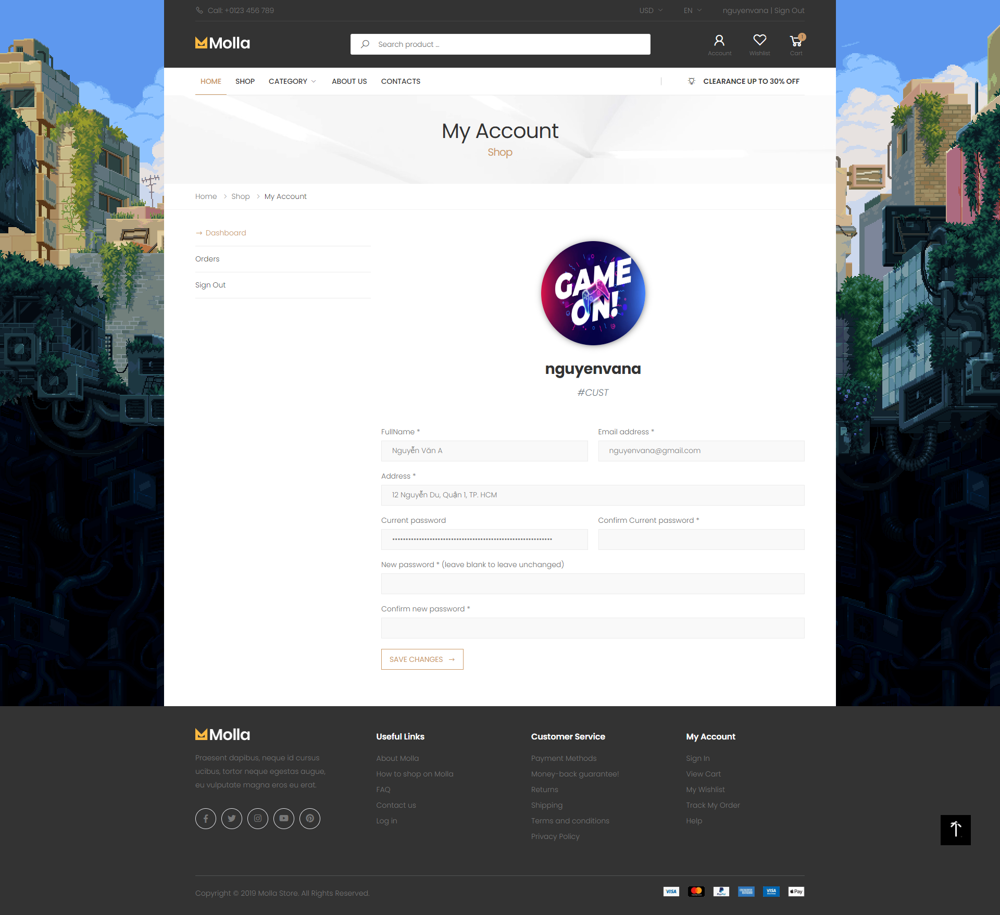 Call: +0123 456 789
USD
EN
nguyenvana | Sign Out
Molla
Search product ...
1
Account
Wishlist
Cart
HOME
SHOP
CATEGORY
ABOUT US
CONTACTS
CLEARANCE UP TO 30% OFF
My Account
Shop
Home
Shop
My Account
Dashboard
Orders
Sign Out
GAME
ON!
nguyenvana
#CUST
FullName *
Email address *
Nguyễn Văn A
nguyenvana@gmail.com
Address *
12 Nguyễn Du, Quận 1, TP. HCM
Current password
Confirm Current password *
New password * (leave blank to leave unchanged)
Confirm new password *
SAVE CHANGES
Molla
Praesent dapibus, neque id cursus
ucibus, tortor neque egestas augue,
eu vulputate magna eros eu erat.
Useful Links
About Molla
How to shop on Molla
FAQ
Contact us
Log in
Customer Service
Payment Methods
Money-back guarantee!
Returns
Shipping
Terms and conditions
Privacy Policy
My Account
Sign In
View Cart
My Wishlist
Track My Order
Help
Copyright © 2019 Molla Store. All Rights Reserved.
VISA
PayPal
VISA
Pay